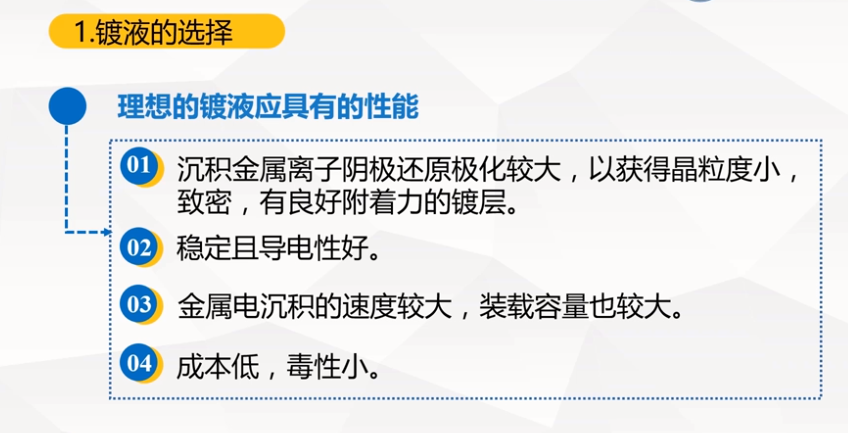 1.镀液的选择
理想的镀液应具有的性能
01 沉积金属离子阴极还原极化较大，以获得晶粒度小，
致密，有良好附着力的镀层。
02 稳定且导电性好。
03 金属电沉积的速度较大，装载容量也较大。
04 成本低，毒性小。